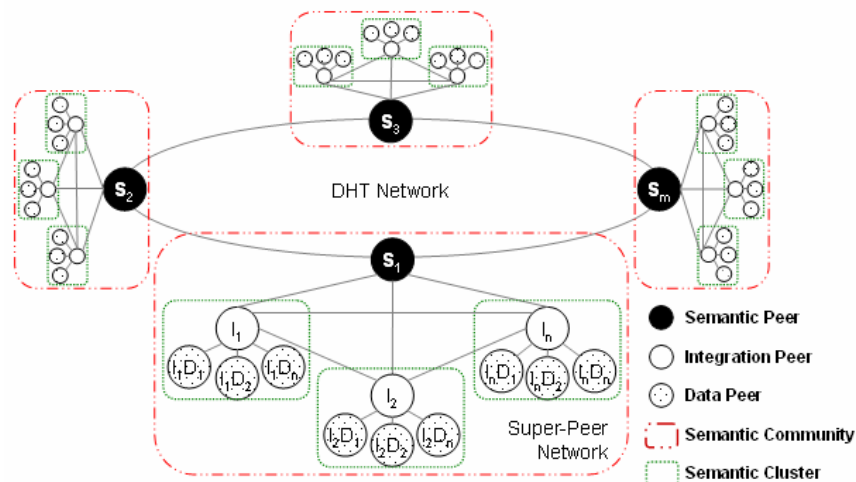 S3
S2
DHT Network
Sm
S1
I1
In
I1D1
I1D2
I1Dn
InD1
InD2
InDn
I2
I2D1
I2D2
I2Dn
Super-Peer
Network
Semantic Peer
Integration Peer
Data Peer
Semantic Community
Semantic Cluster